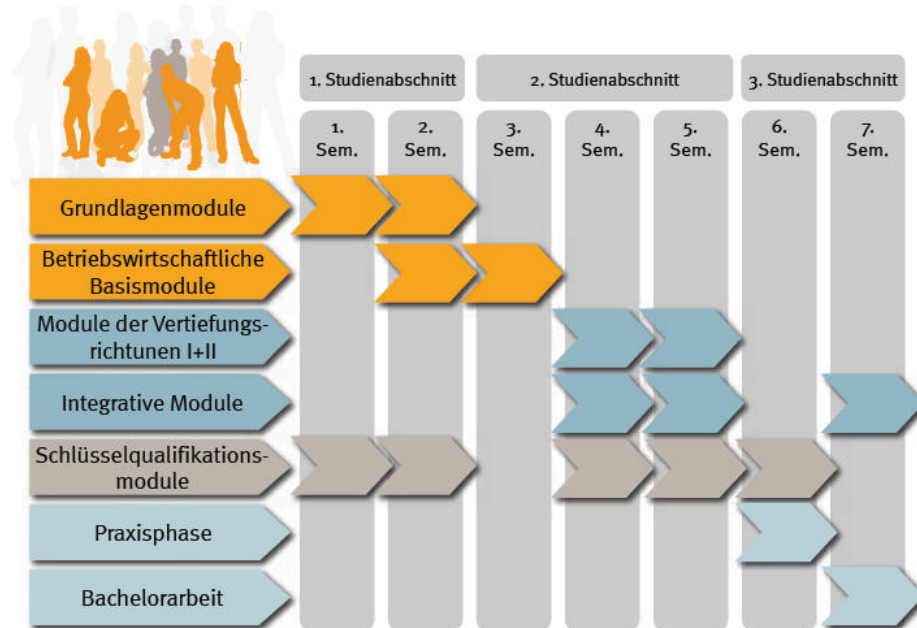 1. Studienabschnitt
2. Studienabschnitt
3. Studienabschnitt
1.
Sem.
2.
Sem.
3.
Sem.
4.
Sem.
5.
Sem.
6.
Sem.
7.
Sem.
Grundlagenmodule
Betriebswirtschaftliche
Basismodule
Module der Vertiefungs-
richtunen I+II
Integrative Module
Schlüsselqualifikations-
module
Praxisphase
Bachelorarbeit